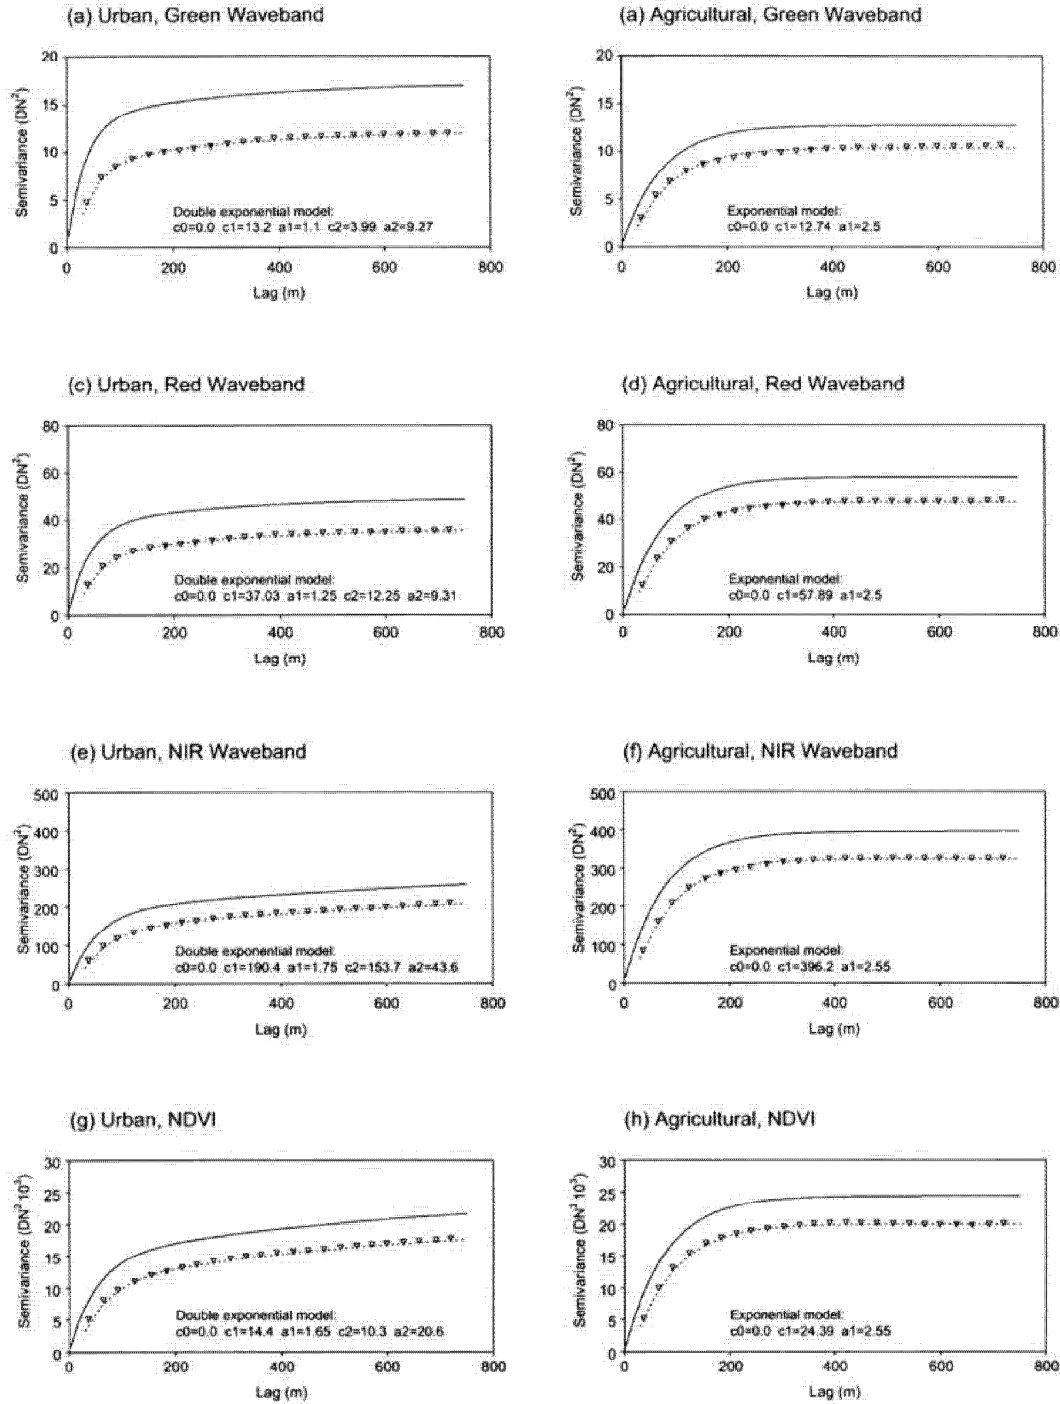 (a) Urban, Green Waveband
20
15
10
5
0
Semivariance (DN²)
Double exponential model:
c0=0.0 c1=13.2 a1=1.1 c2=3.99 a2=9.27
0 200 400 600 800
Lag (m)
(a) Agricultural, Green Waveband
20
15
10
5
0
Semivariance (DN²)
Exponential model:
c0=0.0 c1=12.74 a1=2.5
0 200 400 600 800
Lag (m)
(c) Urban, Red Waveband
80
60
40
20
0
Semivariance (DN²)
Double exponential model:
c0=0.0 c1=37.03 a1=1.25 c2=12.25 a2=9.31
0 200 400 600 800
Lag (m)
(d) Agricultural, Red Waveband
80
60
40
20
0
Semivariance (DN²)
Exponential model:
c0=0.0 c1=57.89 a1=2.5
0 200 400 600 800
Lag (m)
(e) Urban, NIR Waveband
500
400
300
200
100
0
Semivariance (DN²)
Double exponential model:
c0=0.0 c1=190.4 a1=1.75 c2=153.7 a2=43.6
0 200 400 600 800
Lag (m)
(f) Agricultural, NIR Waveband
500
400
300
200
100
0
Semivariance (DN²)
Exponential model:
c0=0.0 c1=396.2 a1=2.55
0 200 400 600 800
Lag (m)
(g) Urban, NDVI
30
25
20
15
10
5
0
Semivariance (DN² 10³)
Double exponential model:
c0=0.0 c1=14.4 a1=1.65 c2=10.3 a2=20.6
0 200 400 600 800
Lag (m)
(h) Agricultural, NDVI
30
25
20
15
10
5
0
Semivariance (DN² 10³)
Exponential model:
c0=0.0 c1=24.39 a1=2.55
0 200 400 600 800
Lag (m)